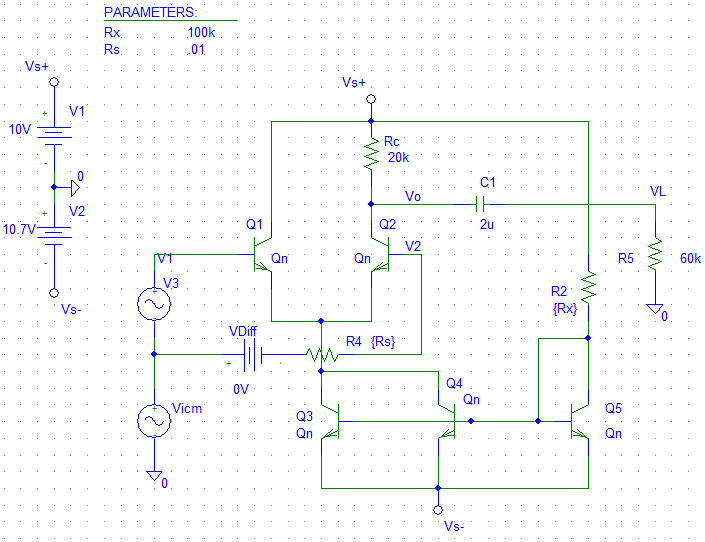 PARAMETERS:
Rx 100k
Rs .01
Vs+
Vs+
V1
+
10V
-
Rc
20k
0
C1
Vo
VL
V2
+
10.7V
-
2u
Q1
Q2
Qn
Qn
V2
R5
60k
V1
V3
+
Vs-
R2
{Rx}
0
VDiff
R4 {Rs}
+
-
0V
Q4
Qn
Vicm
+
Q3
Qn
Q5
Qn
0
Vs-